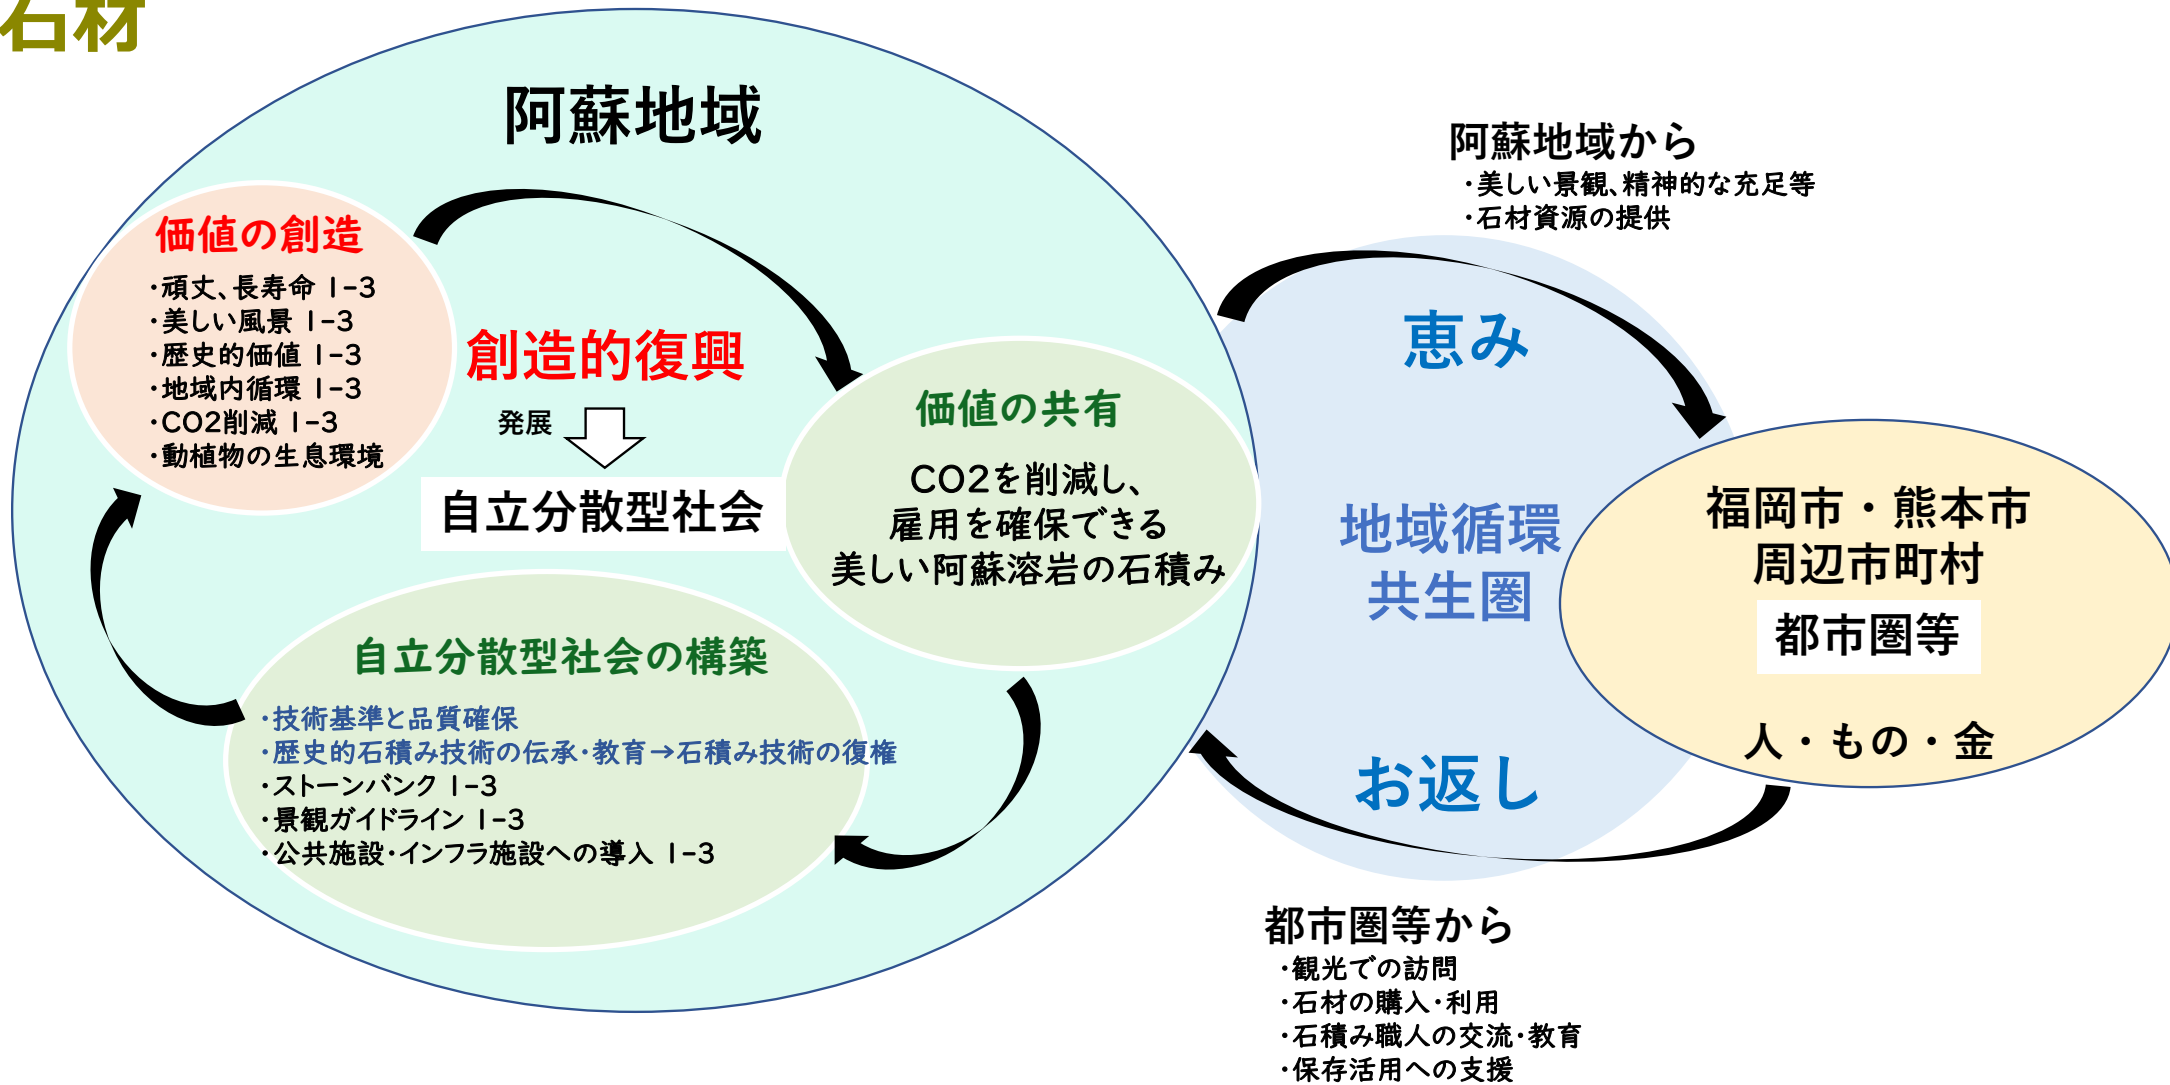 石材
阿蘇地域
価値の創造
・頑丈、長寿命 1-3
・美しい風景 1-3
・歴史的価値 1-3
・地域内循環 1-3
・CO2削減 1-3
・動植物の生息環境
創造的復興
発展
自立分散型社会
価値の共有
CO2を削減し、
雇用を確保できる
美しい阿蘇溶岩の石積み
自立分散型社会の構築
・技術基準と品質確保
・歴史的石積み技術の伝承・教育→石積み技術の復権
・ストーンバンク 1-3
・景観ガイドライン 1-3
・公共施設・インフラ施設への導入 1-3
阿蘇地域から
・美しい景観、精神的な充足等
・石材資源の提供
恵み
地域循環
共生圏
お返し
福岡市・熊本市
周辺市町村
都市圏等
人・もの・金
都市圏等から
・観光での訪問
・石材の購入・利用
・石積み職人の交流・教育
・保存活用への支援